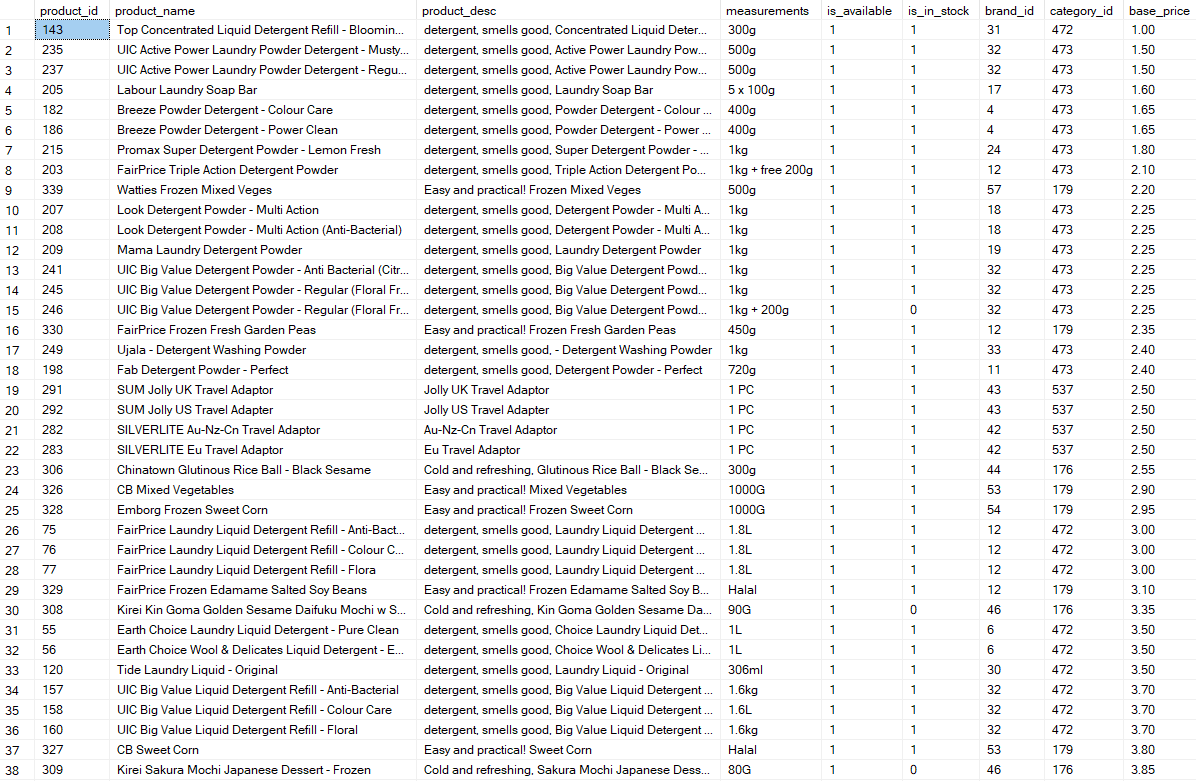 product_id product_name product_desc measurements is_available is_in_stock brand_id category_id base_price
1 143 Top Concentrated Liquid Detergent Refill - Bloomin... detergent, smells good, Concentrated Liquid Deter... 300g 1 1 31 472 1.00
2 235 UIC Active Power Laundry Powder Detergent - Musty... detergent, smells good, Active Power Laundry Pow... 500g 1 1 32 473 1.50
3 237 UIC Active Power Laundry Powder Detergent - Regu... detergent, smells good, Active Power Laundry Pow... 500g 1 1 32 473 1.50
4 205 Labour Laundry Soap Bar detergent, smells good, Laundry Soap Bar 5 x 100g 1 1 17 473 1.60
5 182 Breeze Powder Detergent - Colour Care detergent, smells good, Powder Detergent - Colour ... 400g 1 1 4 473 1.65
6 186 Breeze Powder Detergent - Power Clean detergent, smells good, Powder Detergent - Power ... 400g 1 1 4 473 1.65
7 215 Promax Super Detergent Powder - Lemon Fresh detergent, smells good, Super Detergent Powder - ... 1kg 1 1 24 473 1.80
8 203 FairPrice Triple Action Detergent Powder detergent, smells good, Triple Action Detergent Po... 1kg + free 200g 1 1 12 473 2.10
9 339 Watties Frozen Mixed Veges Easy and practical! Frozen Mixed Veges 500g 1 1 57 179 2.20
10 207 Look Detergent Powder - Multi Action detergent, smells good, Detergent Powder - Multi A... 1kg 1 1 18 473 2.25
11 208 Look Detergent Powder - Multi Action (Anti-Bacterial) detergent, smells good, Detergent Powder - Multi A... 1kg 1 1 18 473 2.25
12 209 Mama Laundry Detergent Powder detergent, smells good, Laundry Detergent Powder 1kg 1 1 19 473 2.25
13 241 UIC Big Value Detergent Powder - Anti Bacterial (Citr... detergent, smells good, Big Value Detergent Powd... 1kg 1 1 32 473 2.25
14 245 UIC Big Value Detergent Powder - Regular (Floral Fr... detergent, smells good, Big Value Detergent Powd... 1kg 1 1 32 473 2.25
15 246 UIC Big Value Detergent Powder - Regular (Floral Fr... detergent, smells good, Big Value Detergent Powd... 1kg + 200g 1 0 32 473 2.25
16 330 FairPrice Frozen Fresh Garden Peas Easy and practical! Frozen Fresh Garden Peas 450g 1 1 12 179 2.35
17 249 Ujala - Detergent Washing Powder detergent, smells good, - Detergent Washing Powder 1kg 1 1 33 473 2.40
18 198 Fab Detergent Powder - Perfect detergent, smells good, Detergent Powder - Perfect 720g 1 1 11 473 2.40
19 291 SUM Jolly UK Travel Adaptor Jolly UK Travel Adaptor 1 PC 1 1 43 537 2.50
20 292 SUM Jolly US Travel Adapter Jolly US Travel Adapter 1 PC 1 1 43 537 2.50
21 282 SILVERLITE Au-Nz-Cn Travel Adaptor Au-Nz-Cn Travel Adaptor 1 PC 1 1 42 537 2.50
22 283 SILVERLITE Eu Travel Adaptor Eu Travel Adaptor 1 PC 1 1 42 537 2.50
23 306 Chinatown Glutinous Rice Ball - Black Sesame Cold and refreshing, Glutinous Rice Ball - Black Se... 300g 1 1 44 176 2.55
24 326 CB Mixed Vegetables Easy and practical! Mixed Vegetables 1000G 1 1 53 179 2.90
25 328 Emborg Frozen Sweet Corn Easy and practical! Frozen Sweet Corn 1000G 1 1 54 179 2.95
26 75 FairPrice Laundry Liquid Detergent Refill - Anti-Bact... detergent, smells good, Laundry Liquid Detergent ... 1.8L 1 1 12 472 3.00
27 76 FairPrice Laundry Liquid Detergent Refill - Colour C... detergent, smells good, Laundry Liquid Detergent ... 1.8L 1 1 12 472 3.00
28 77 FairPrice Laundry Liquid Detergent Refill - Flora detergent, smells good, Laundry Liquid Detergent ... 1.8L 1 1 12 472 3.00
29 329 FairPrice Frozen Edamame Salted Soy Beans Easy and practical! Frozen Edamame Salted Soy B... Halal 1 1 12 179 3.10
30 308 Kirei Kin Goma Golden Sesame Daifuku Mochi w S... Cold and refreshing, Kin Goma Golden Sesame Da... 90G 1 0 46 176 3.35
31 55 Earth Choice Laundry Liquid Detergent - Pure Clean detergent, smells good, Choice Laundry Liquid Det... 1L 1 1 6 472 3.50
32 56 Earth Choice Wool & Delicates Liquid Detergent - E... detergent, smells good, Choice Wool & Delicates Li... 1L 1 1 6 472 3.50
33 120 Tide Laundry Liquid - Original detergent, smells good, Laundry Liquid - Original 306ml 1 1 30 472 3.50
34 157 UIC Big Value Liquid Detergent Refill - Anti-Bacterial detergent, smells good, Big Value Liquid Detergent ... 1.6kg 1 1 32 472 3.70
35 158 UIC Big Value Liquid Detergent Refill - Colour Care detergent, smells good, Big Value Liquid Detergent ... 1.6L 1 1 32 472 3.70
36 160 UIC Big Value Liquid Detergent Refill - Floral detergent, smells good, Big Value Liquid Detergent ... 1.6kg 1 1 32 472 3.70
37 327 CB Sweet Corn Easy and practical! Sweet Corn Halal 1 1 53 179 3.80
38 309 Kirei Sakura Mochi Japanese Dessert - Frozen Cold and refreshing, Sakura Mochi Japanese Dess... 80G 1 0 46 176 3.85